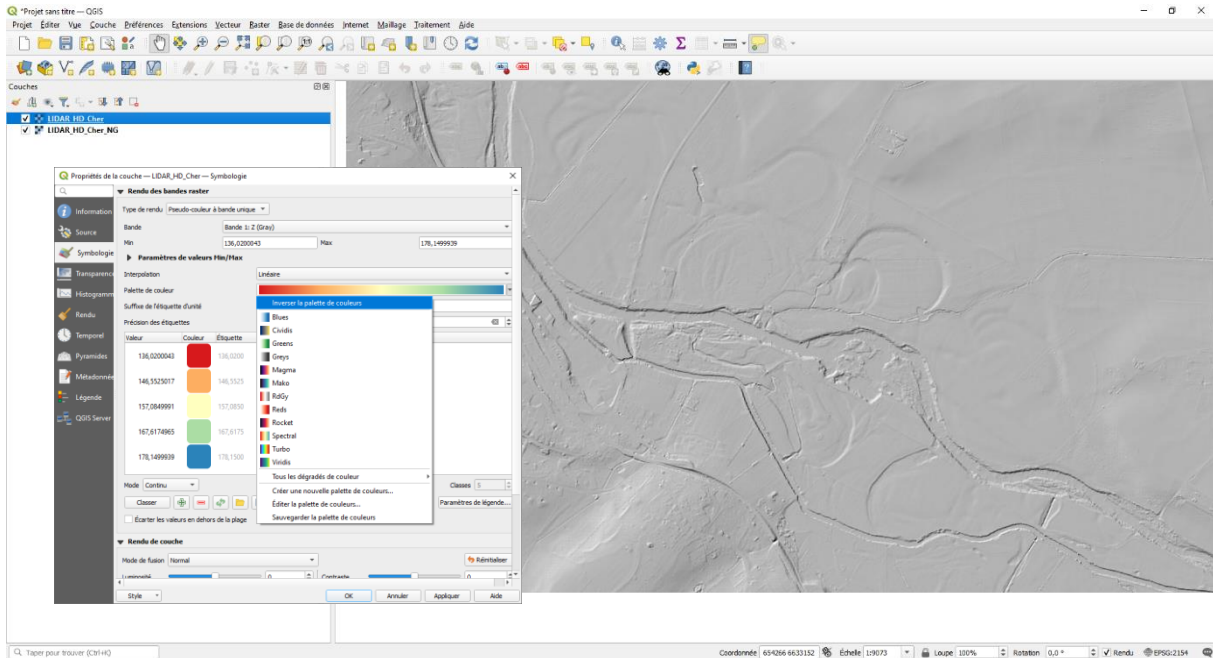 *Projet sans titre — QGIS
Projet Éditer Vue Couche Préférences Extensions Vecteur Raster Base de données Internet Maillage Traitement Aide
Couches
LIDAR_HD_Cher
LIDAR_HD_Cher_NG
Propriétés de la couche — LIDAR_HD_Cher — Symbologie
Information
Source
Symbologie
Transparence
Histogramm
Rendu
Temporel
Pyramides
Métadonnée
Légende
QGIS Server
Rendu des bandes raster
Type de rendu Pseudo-couleur à bande unique
Bande Bande 1: Z (Gray)
Min 136,0200043 Max 178,1499939
Paramètres de valeurs Min/Max
Interpolation Linéaire
Palette de couleur
Suffixe de l'étiquette d'unité
Précision des étiquettes
Valeur Couleur Étiquette
136,0200043 136,0200
146,5525017 146,5525
157,0849991 157,0850
167,6174965 167,6175
178,1499939 178,1500
Inverser la palette de couleurs
Blues
Cividis
Greens
Greys
Magma
Mako
RdGy
Reds
Rocket
Spectral
Turbo
Viridis
Tous les dégradés de couleur
Créer une nouvelle palette de couleurs...
Éditer la palette de couleurs...
Sauvegarder la palette de couleurs
Mode Continu Classes 5
Classer Paramètres de légende...
Écarter les valeurs en dehors de la plage
Rendu de couche
Mode de fusion Normal Réinitialiser
Luminosité 0 Contraste 0
Style OK Annuler Appliquer Aide
Taper pour trouver (Ctrl+K) Coordonnée 654266 6633152 Échelle 1:9073 Loupe 100% Rotation 0,0 ° Rendu EPSG:2154